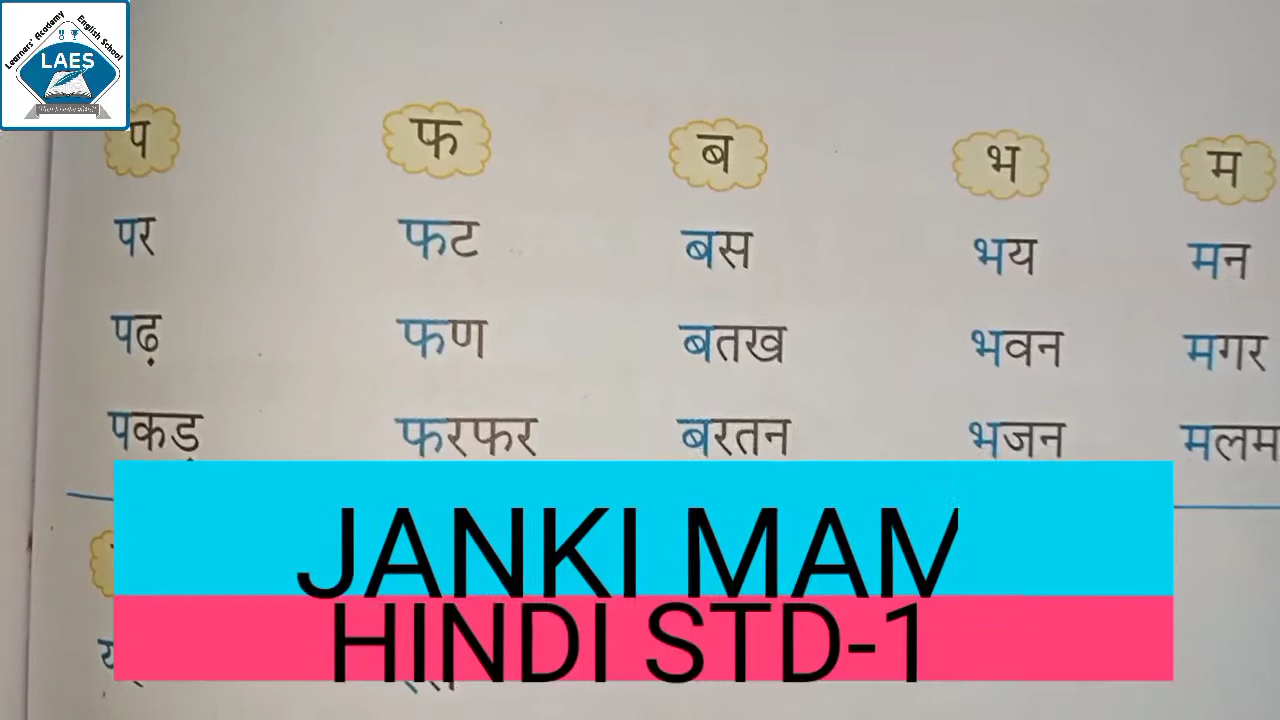 Learners' Academy English School
LAES
प फ ब भ म
पर फट बस भय मन
पढ़ फण बतख भवन मगर
पकड़ फरफर बरतन भजन मलम
JANKI MAM
HINDI STD-1